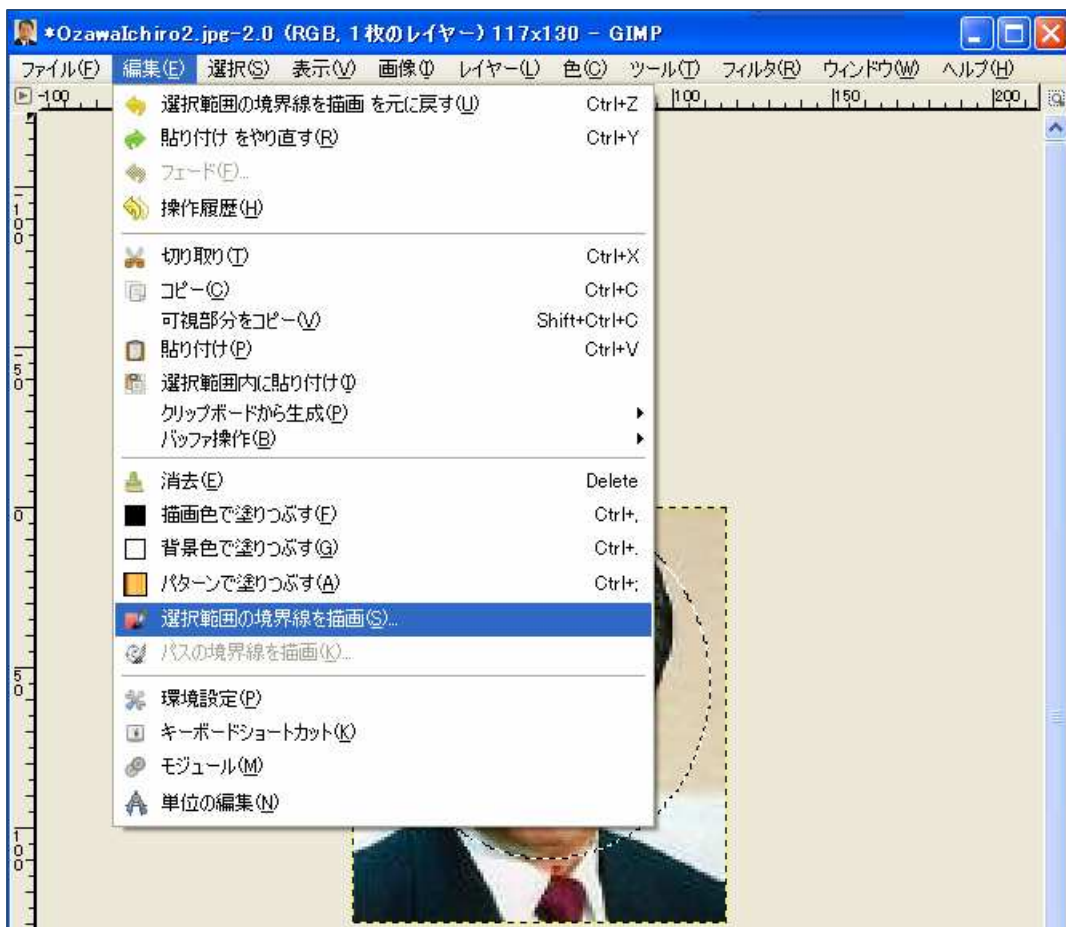 *OzawaIchiro2.jpg-2.0 (RGB, 1枚のレイヤー) 117x130 – GIMP
ファイル(F) 編集(E) 選択(S) 表示(V) 画像(I) レイヤー(L) 色(C) ツール(T) フィルタ(R) ウィンドウ(W) ヘルプ(H)
-100 100 150 200
選択範囲の境界線を描画 を元に戻す(U) Ctrl+Z
貼り付け をやり直す(R) Ctrl+Y
フェード(F)...
操作履歴(H)
-100
切り取り(T) Ctrl+X
コピー(C) Ctrl+C
可視部分をコピー(V) Shift+Ctrl+C
貼り付け(P) Ctrl+V
-50
選択範囲内に貼り付け(I)
クリップボードから生成(P)
バッファ操作(B)
消去(E) Delete
0
描画色で塗りつぶす(F) Ctrl+,
背景色で塗りつぶす(G) Ctrl+.
パターンで塗りつぶす(A) Ctrl+;
選択範囲の境界線を描画(S)...
パスの境界線を描画(K)...
50
環境設定(P)
キーボードショートカット(K)
モジュール(M)
単位の編集(N)
100